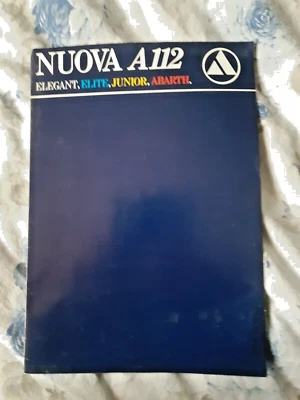 NUOVA A112
ELEGANT, ELITE, JUNIOR, ABARTH,